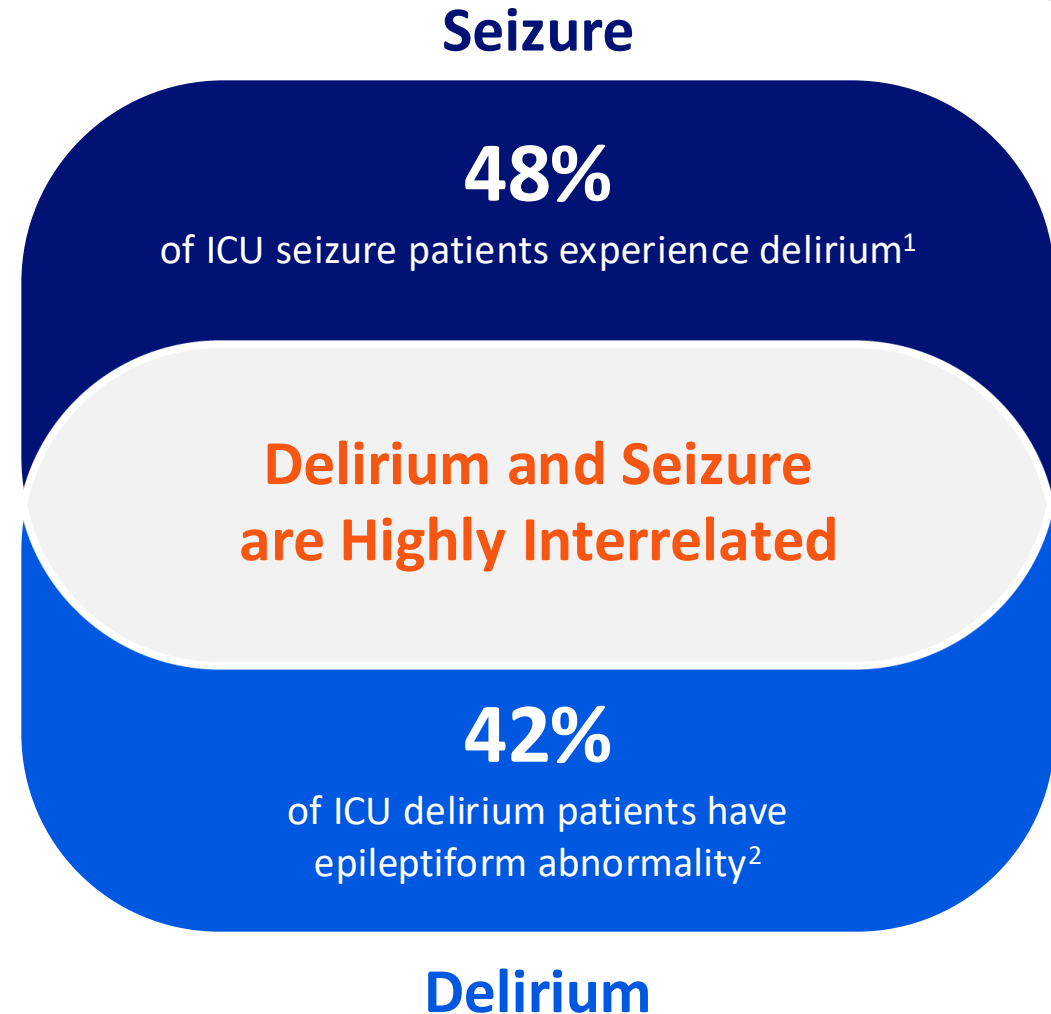 Seizure
48%
of ICU seizure patients experience delirium¹
Delirium and Seizure
are Highly Interrelated
42%
of ICU delirium patients have
epileptiform abnormality²
Delirium